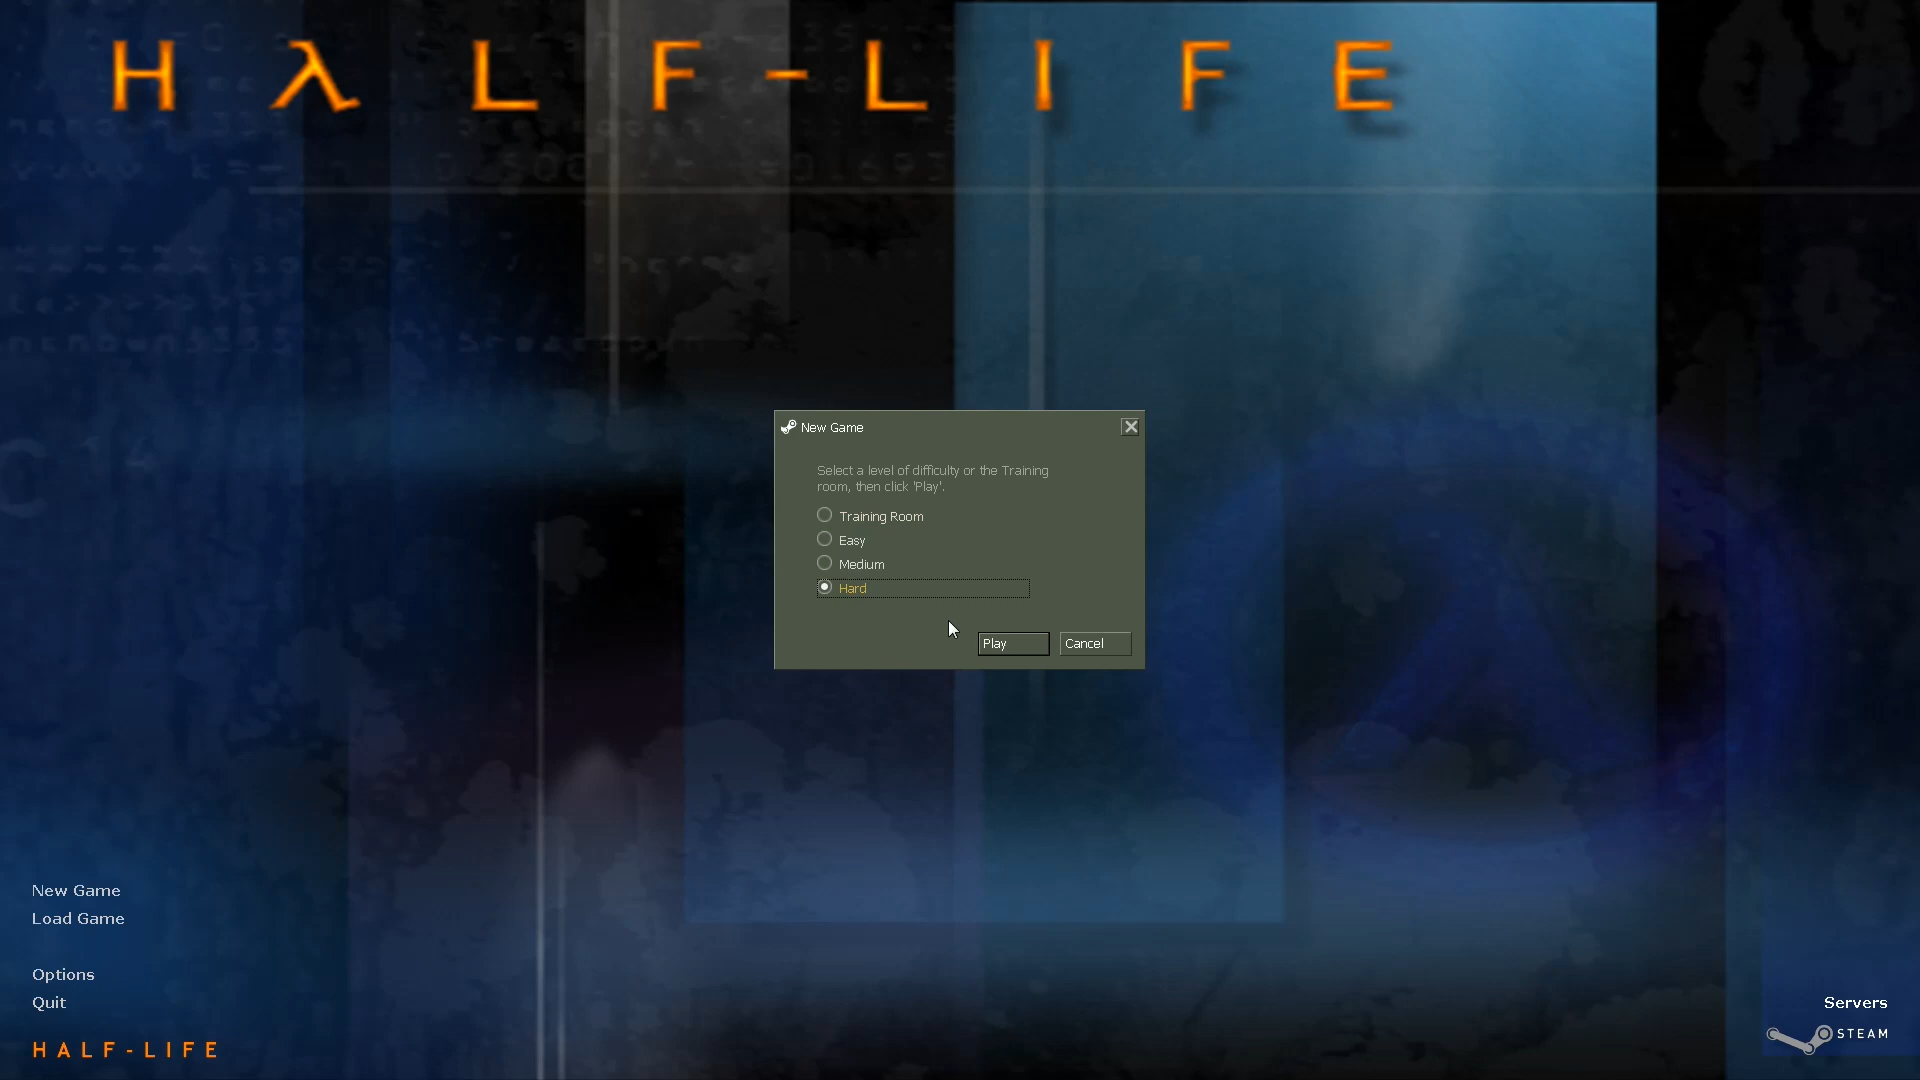 HλLF-LIFE
New Game
Select a level of difficulty or the Training
room, then click 'Play'.
Training Room
Easy
Medium
Hard
Play
Cancel
New Game
Load Game
Options
Quit
HALF-LIFE
Servers
STEAM